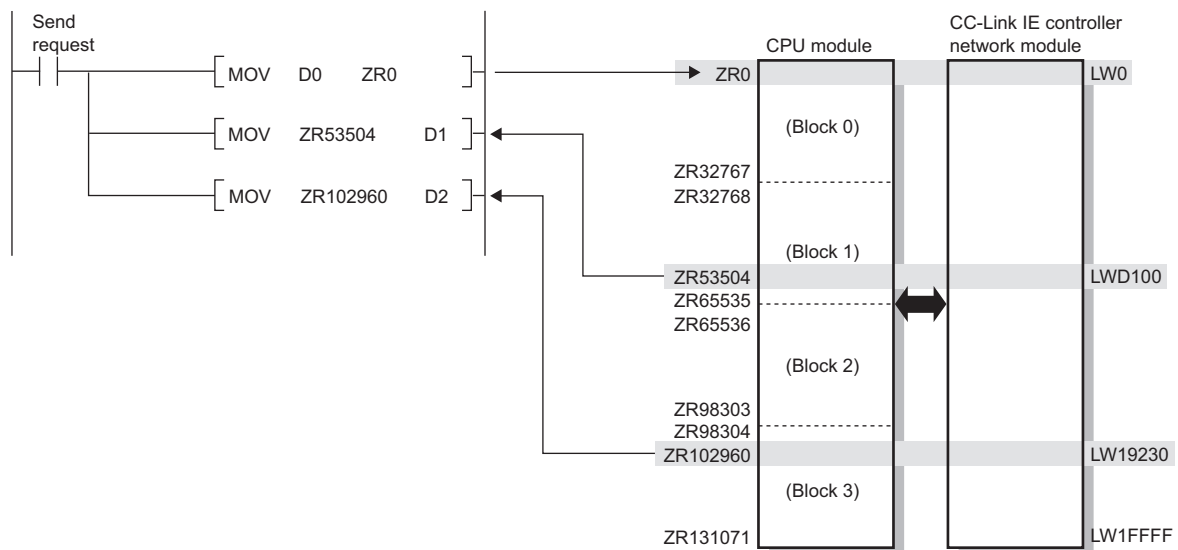 Send
request
MOV D0 ZR0
MOV ZR53504 D1
MOV ZR102960 D2
CPU module
CC-Link IE controller
network module
ZR0
LW0
(Block 0)
ZR32767
ZR32768
(Block 1)
ZR53504
LWD100
ZR65535
ZR65536
(Block 2)
ZR98303
ZR98304
ZR102960
LW19230
(Block 3)
ZR131071
LW1FFFF